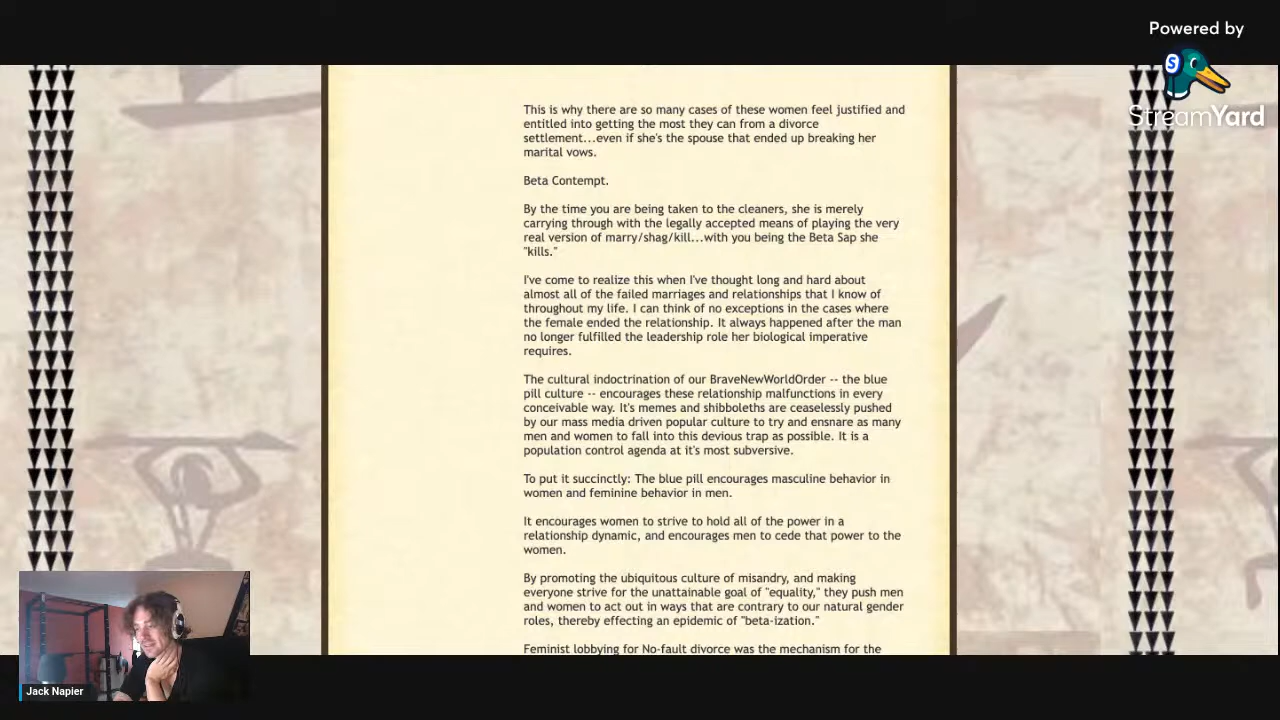 Powered by
S
StreamYard
This is why there are so many cases of these women feel justified and
entitled into getting the most they can from a divorce
settlement...even if she's the spouse that ended up breaking her
marital vows.
Beta Contempt.
By the time you are being taken to the cleaners, she is merely
carrying through with the legally accepted means of playing the very
real version of marry/shag/kill...with you being the Beta Sap she
"kills."
I've come to realize this when I've thought long and hard about
almost all of the failed marriages and relationships that I know of
throughout my life. I can think of no exceptions in the cases where
the female ended the relationship. It always happened after the man
no longer fulfilled the leadership role her biological imperative
requires.
The cultural indoctrination of our BraveNewWorldOrder -- the blue
pill culture -- encourages these relationship malfunctions in every
conceivable way. It's memes and shibboleths are ceaselessly pushed
by our mass media driven popular culture to try and ensnare as many
men and women to fall into this devious trap as possible. It is a
population control agenda at it's most subversive.
To put it succinctly: The blue pill encourages masculine behavior in
women and feminine behavior in men.
It encourages women to strive to hold all of the power in a
relationship dynamic, and encourages men to cede that power to the
women.
By promoting the ubiquitous culture of misandry, and making
everyone strive for the unattainable goal of "equality," they push men
and women to act out in ways that are contrary to our natural gender
roles, thereby effecting an epidemic of "beta-ization."
Feminist lobbying for No-fault divorce was the mechanism for the
Jack Napier